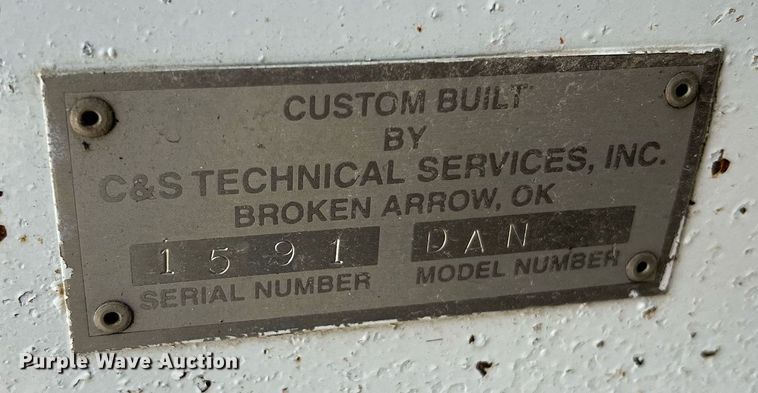 CUSTOM BUILT
BY
C&S TECHNICAL SERVICES, INC.
BROKEN ARROW, OK
1591 DAN
SERIAL NUMBER MODEL NUMBER
Purple Wave Auction